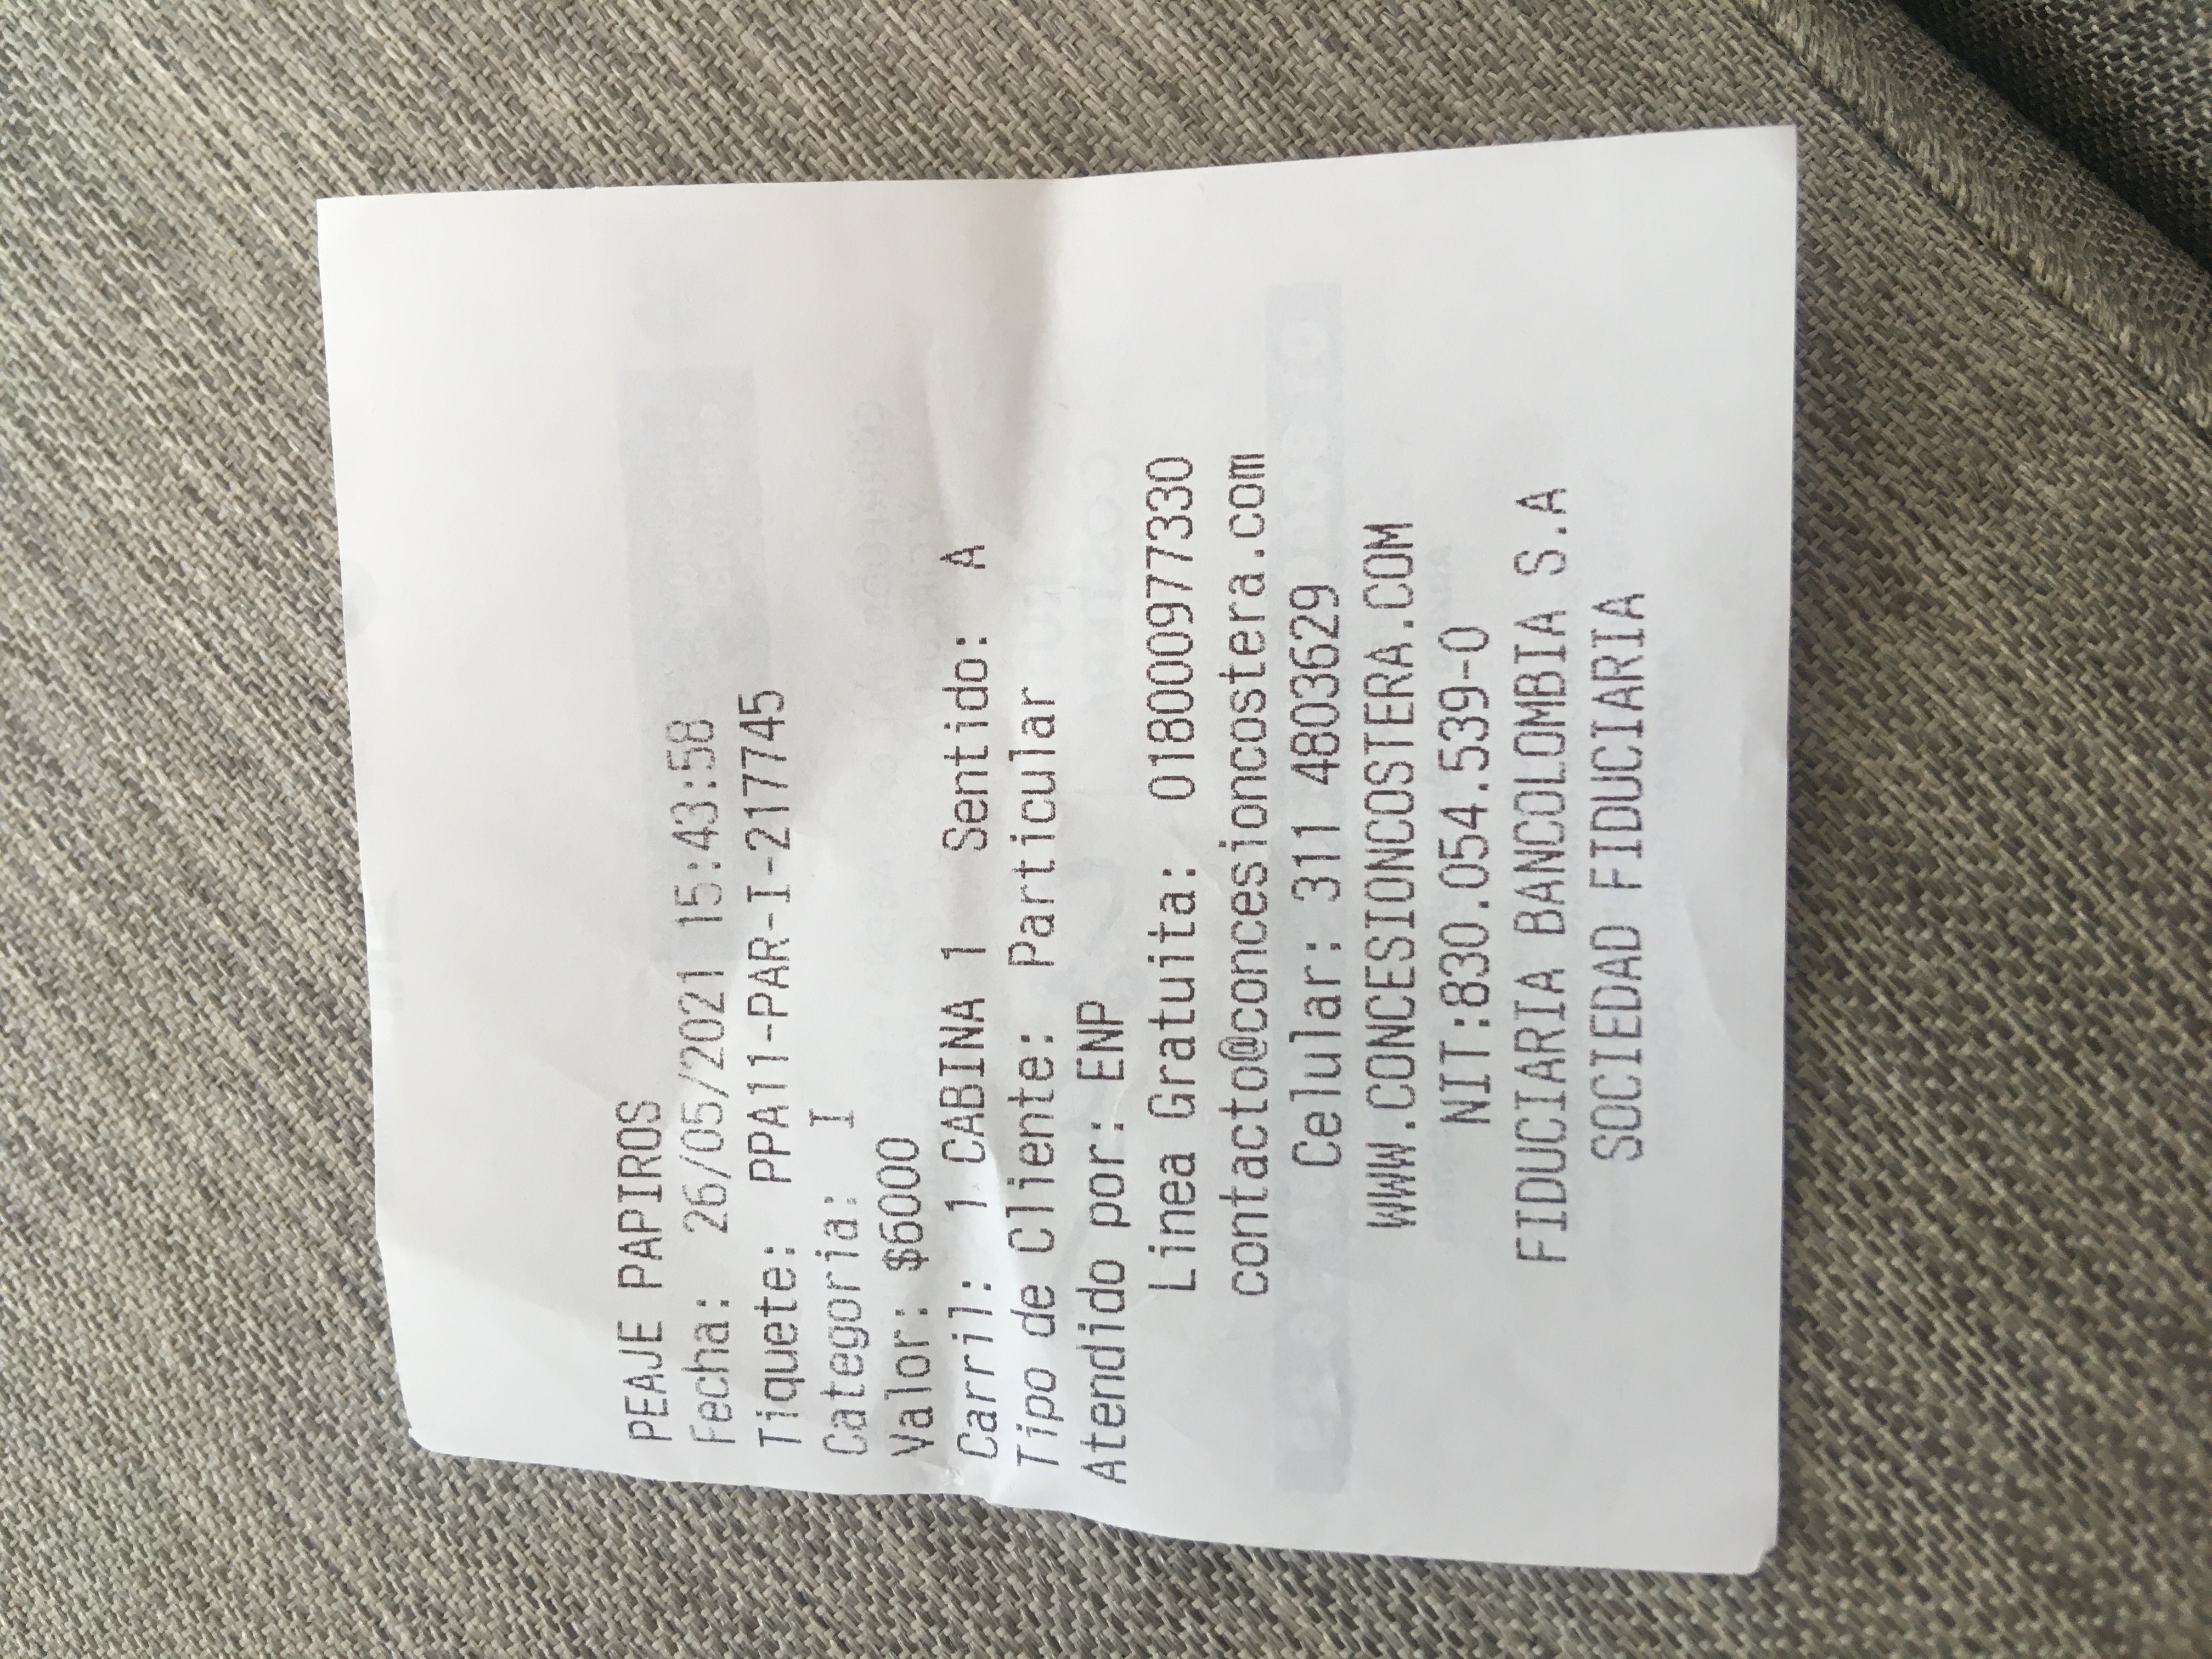 PEAJE PAPIROS
Fecha: 26/05/2021 15:43:58
Tiquete: PPA11-PAR-I-217745
Categoria: I
Valor: $6000
Carril: 1 CABINA 1 Sentido: A
Tipo de Cliente: Particular
Atendido por: ENP
Linea Gratuita: 018000977330
contacto@concesioncostera.com
Celular: 311 4803629
WWW.CONCESIONCOSTERA.COM
NIT:830.054.539-0
FIDUCIARIA BANCOLOMBIA S.A
SOCIEDAD FIDUCIARIA